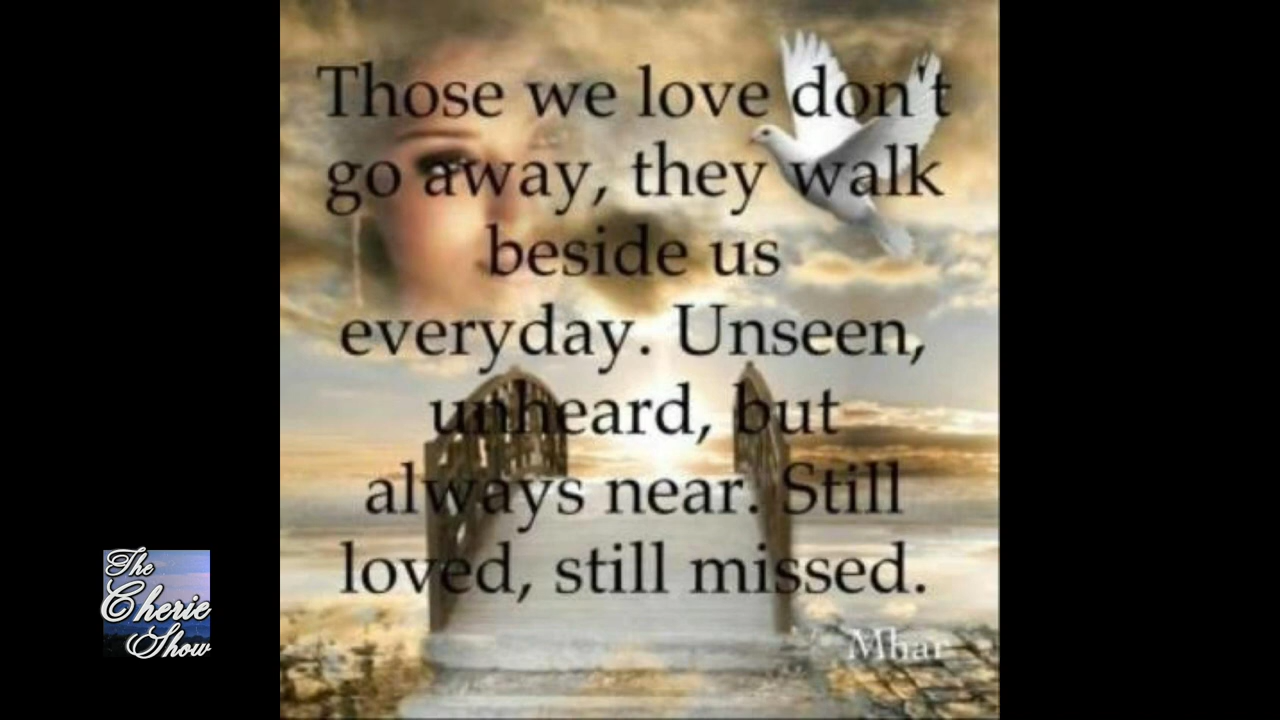 Those we love don't
go away, they walk
beside us
everyday. Unseen,
unheard, but
always near. Still
loved, still missed.
Mhar
The
Cherie
Show